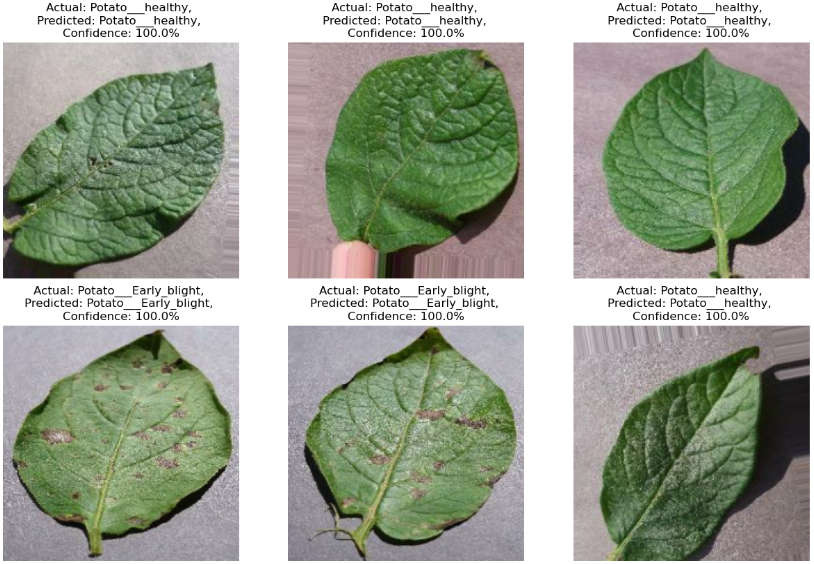 Actual: Potato___healthy,
Predicted: Potato___healthy,
Confidence: 100.0%
Actual: Potato___healthy,
Predicted: Potato___healthy,
Confidence: 100.0%
Actual: Potato___healthy,
Predicted: Potato___healthy,
Confidence: 100.0%
Actual: Potato___Early_blight,
Predicted: Potato___Early_blight,
Confidence: 100.0%
Actual: Potato___Early_blight,
Predicted: Potato___Early_blight,
Confidence: 100.0%
Actual: Potato___healthy,
Predicted: Potato___healthy,
Confidence: 100.0%